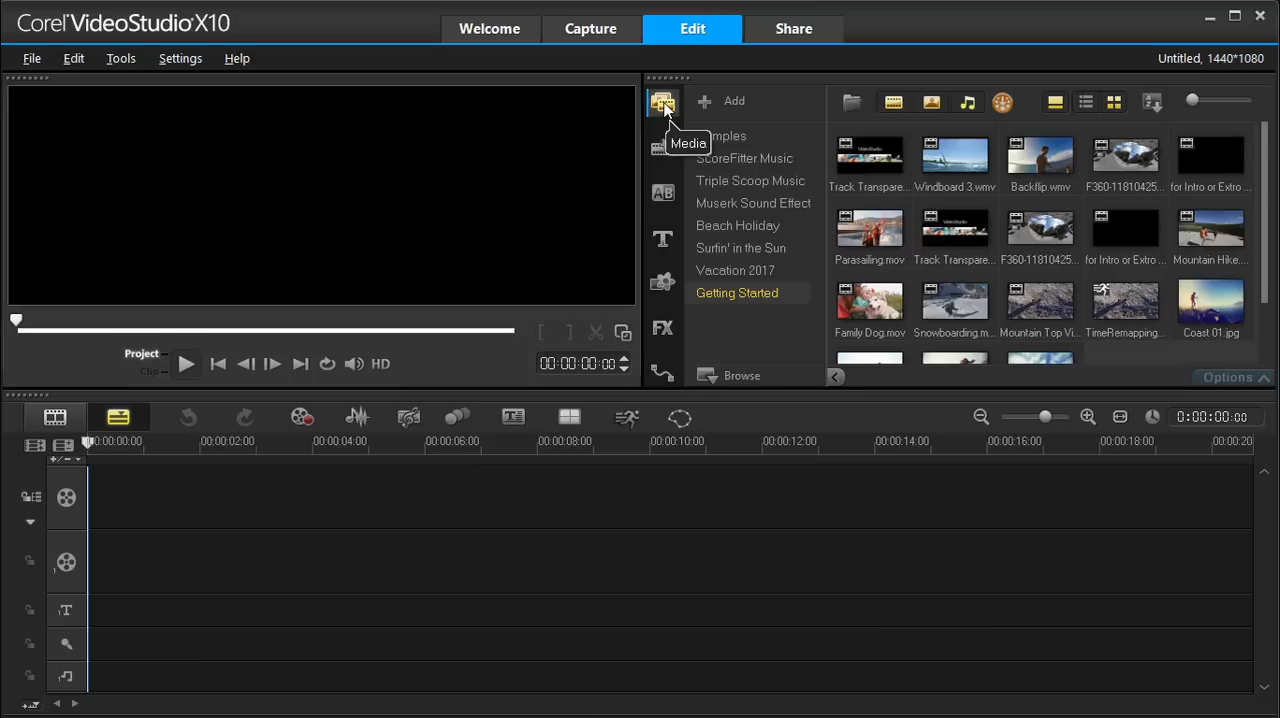 Corel VideoStudio X10
Welcome
Capture
Edit
Share
File
Edit
Tools
Settings
Help
Untitled, 1440*1080
Add
Media
ScoreFitter Music
Triple Scoop Music
Muserk Sound Effect
Beach Holiday
Surfin' in the Sun
Vacation 2017
Getting Started
Browse
Track Transpare...
Windboard 3.wmv
Backflip.wmv
F360-11810425...
for Intro or Extro ...
Parasailing.mov
Track Transpare...
F360-11810425...
for Intro or Extro ...
Mountain Hike....
Family Dog.mov
Snowboarding.m...
Mountain Top Vi...
TimeRemapping...
Coast 01.jpg
Options
AB
T
FX
Project
Clip
HD
00:00:00:00
0:00:00:00
00:00:00:00
00:00:02:00
00:00:04:00
00:00:06:00
00:00:08:00
00:00:10:00
00:00:12:00
00:00:14:00
00:00:16:00
00:00:18:00
00:00:20